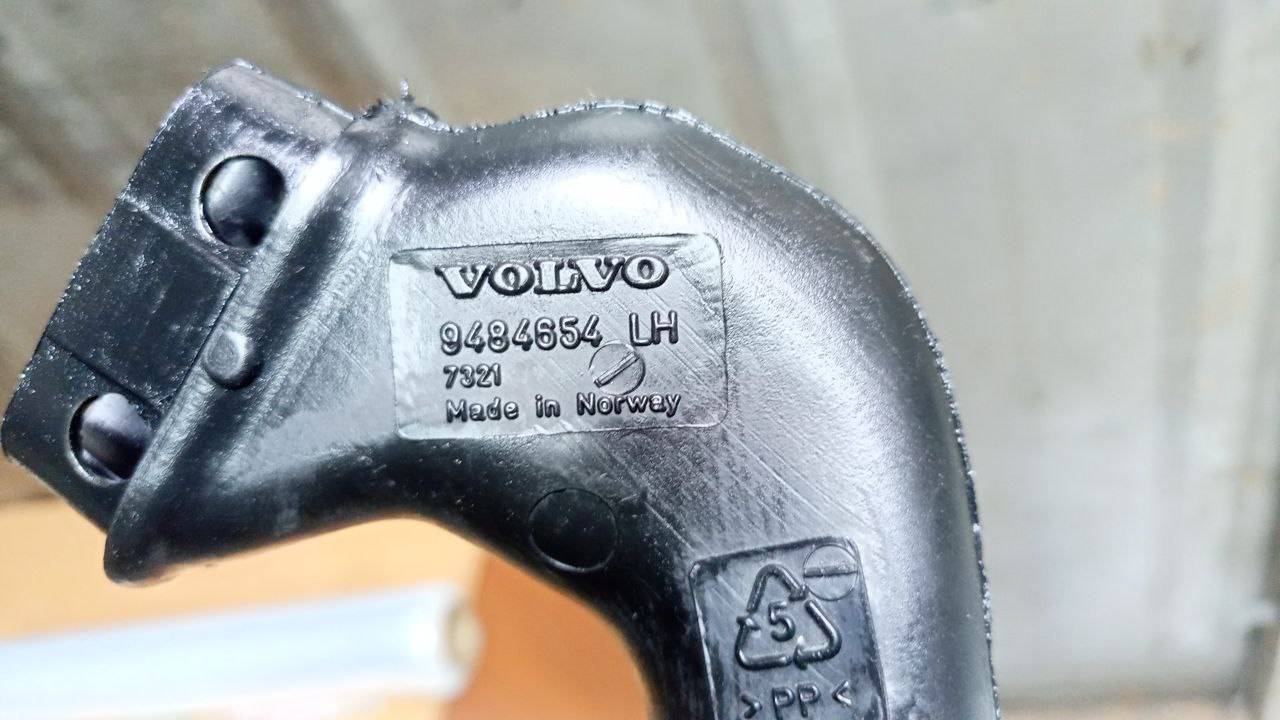 VOLVO
9484654 LH
7321
Made in Norway
5
>PP<